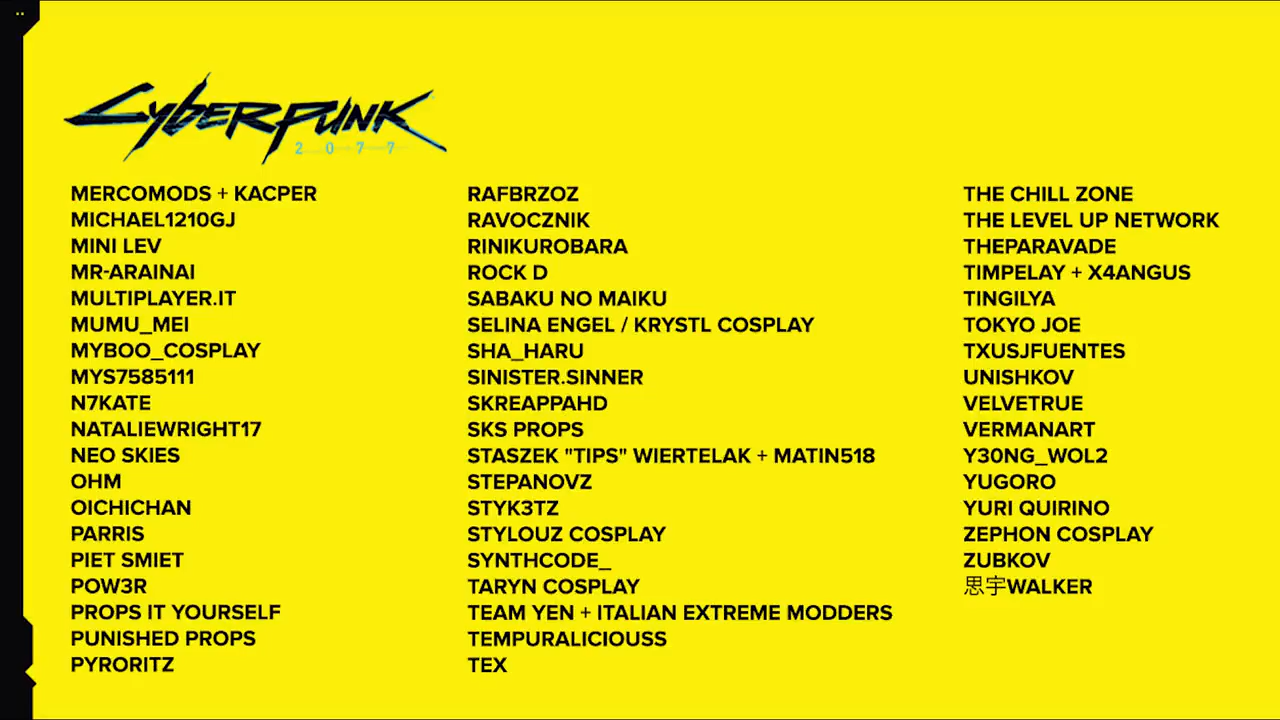 CYBERPUNK
2077
MERCOMODS + KACPER
MICHAEL1210GJ
MINI LEV
MR-ARAINAI
MULTIPLAYER.IT
MUMU_MEI
MYBOO_COSPLAY
MYS7585111
N7KATE
NATALIEWRIGHT17
NEO SKIES
OHM
OICHICHAN
PARRIS
PIET SMIET
POW3R
PROPS IT YOURSELF
PUNISHED PROPS
PYRORITZ
RAFBRZOZ
RAVOCZNIK
RINIKUROBARA
ROCK D
SABAKU NO MAIKU
SELINA ENGEL / KRYSTL COSPLAY
SHA_HARU
SINISTER.SINNER
SKREAPPAHD
SKS PROPS
STASZEK "TIPS" WIERTELAK + MATIN518
STEPANOVZ
STYK3TZ
STYLOUZ COSPLAY
SYNTHCODE_
TARYN COSPLAY
TEAM YEN + ITALIAN EXTREME MODDERS
TEMPURALICIOUSS
TEX
THE CHILL ZONE
THE LEVEL UP NETWORK
THEPARAVADE
TIMPELAY + X4ANGUS
TINGILYA
TOKYO JOE
TXUSJFUENTES
UNISHKOV
VELVETRUE
VERMANART
Y30NG_WOL2
YUGORO
YURI QUIRINO
ZEPHON COSPLAY
ZUBKOV
思宇WALKER